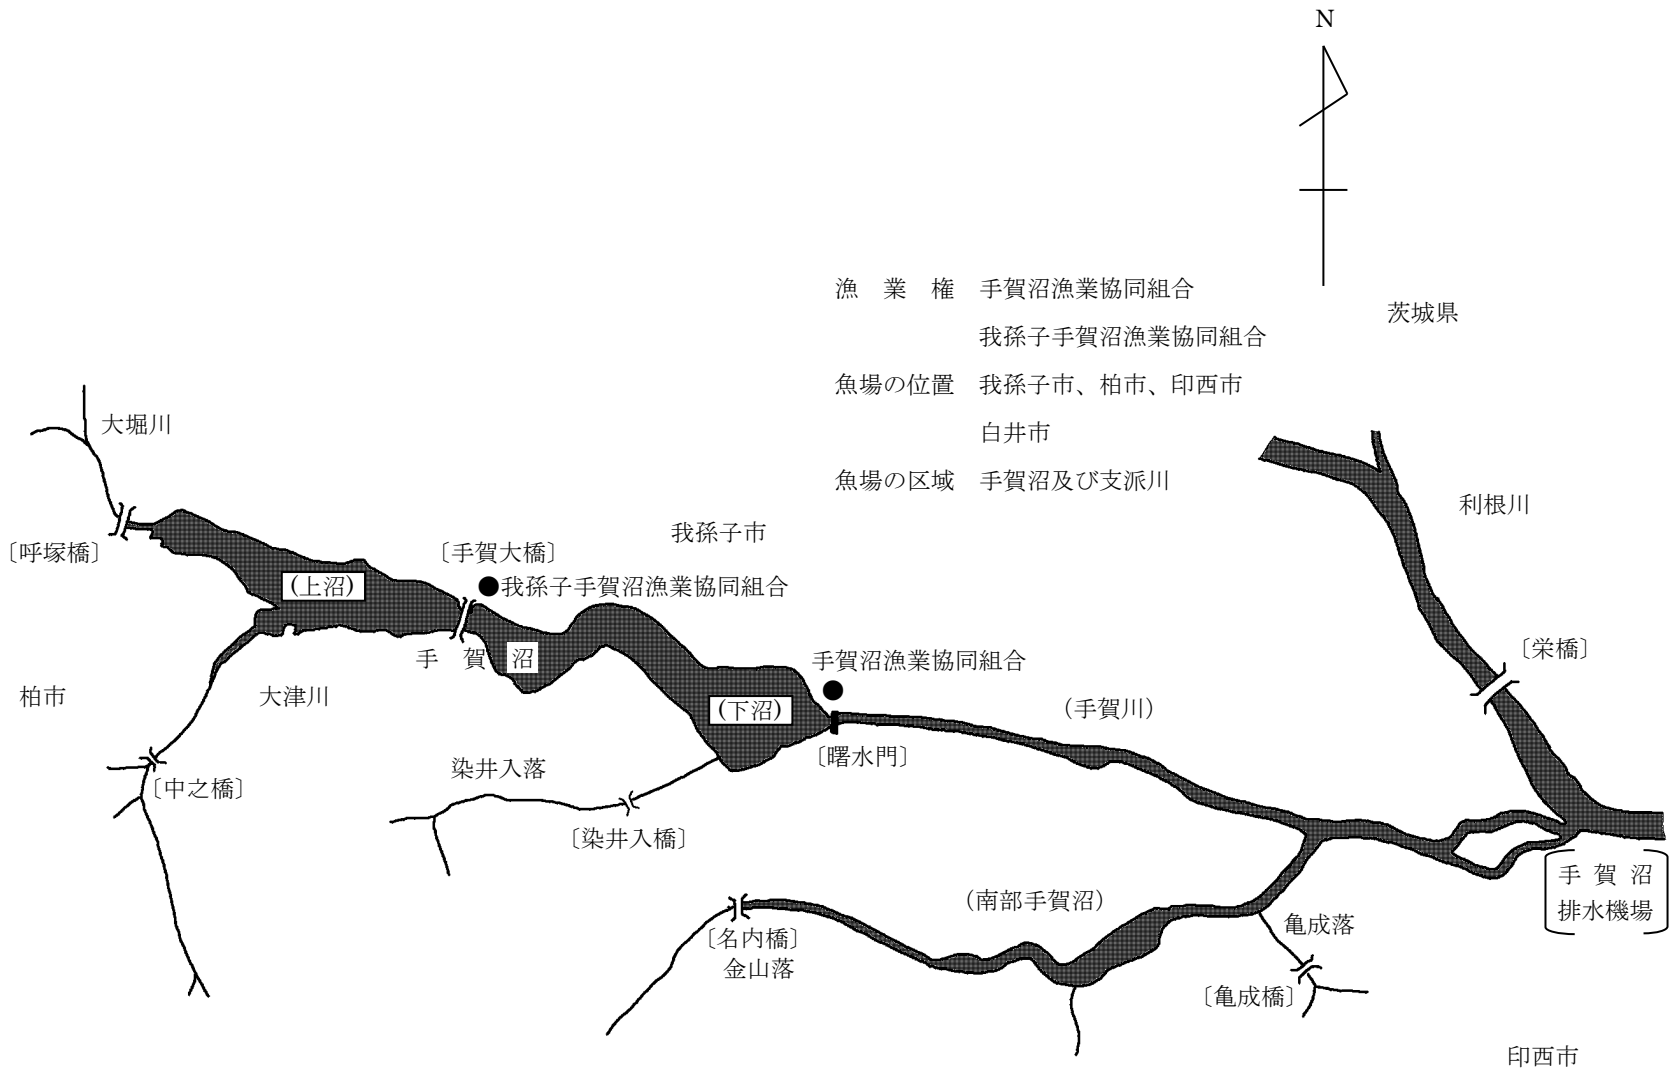 N
漁業権 手賀沼漁業協同組合
我孫子手賀沼漁業協同組合
魚場の位置 我孫子市、柏市、印西市
白井市
魚場の区域 手賀沼及び支派川
茨城県
大堀川
利根川
我孫子市
〔呼塚橋〕
〔手賀大橋〕
(上沼)
●我孫子手賀沼漁業協同組合
手賀沼
手賀沼漁業協同組合
●
〔栄橋〕
柏市
大津川
(下沼)
(手賀川)
〔曙水門〕
染井入落
〔中之橋〕
〔染井入橋〕
〔手賀沼
排水機場〕
(南部手賀沼)
亀成落
〔名内橋〕
金山落
〔亀成橋〕
印西市